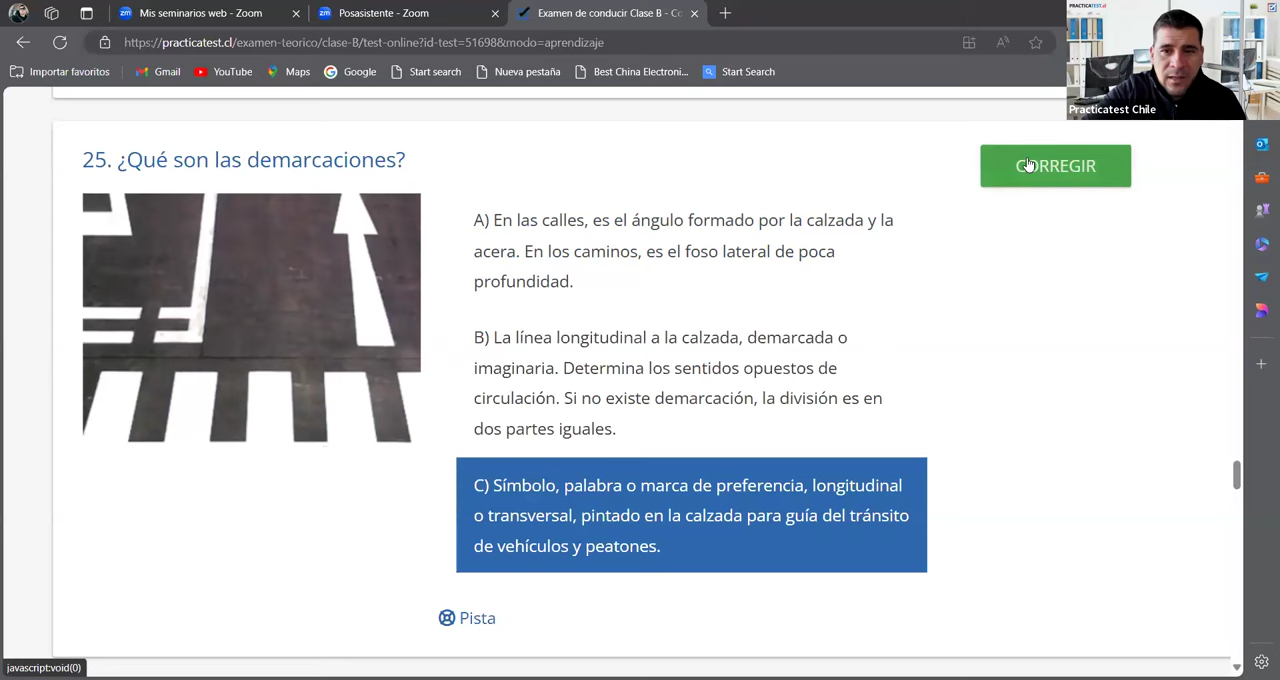 Mis seminarios web - Zoom
Posasistente - Zoom
Examen de conducir Clase B - Co
https://practicatest.cl/examen-teorico/clase-B/test-online?id-test=51698&modo=aprendizaje
Importar favoritos
Gmail
YouTube
Maps
Google
Start search
Nueva pestaña
Best China Electroni...
Start Search
PRACTICATEST.cl
Practicatest Chile
25. ¿Qué son las demarcaciones?
CORREGIR
A) En las calles, es el ángulo formado por la calzada y la
acera. En los caminos, es el foso lateral de poca
profundidad.
B) La línea longitudinal a la calzada, demarcada o
imaginaria. Determina los sentidos opuestos de
circulación. Si no existe demarcación, la división es en
dos partes iguales.
C) Símbolo, palabra o marca de preferencia, longitudinal
o transversal, pintado en la calzada para guía del tránsito
de vehículos y peatones.
Pista
javascript:void(0)